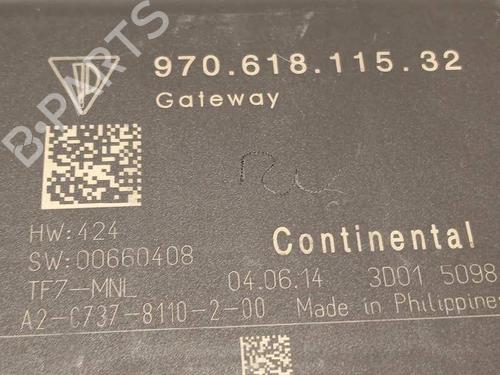 970.618.115.32
Gateway
B-PARTS
HW:424
SW:00660408
Continental
TF7-MNL
04.06.14 3D01 5098
A2-C737-8110-2-00 Made in Philippine